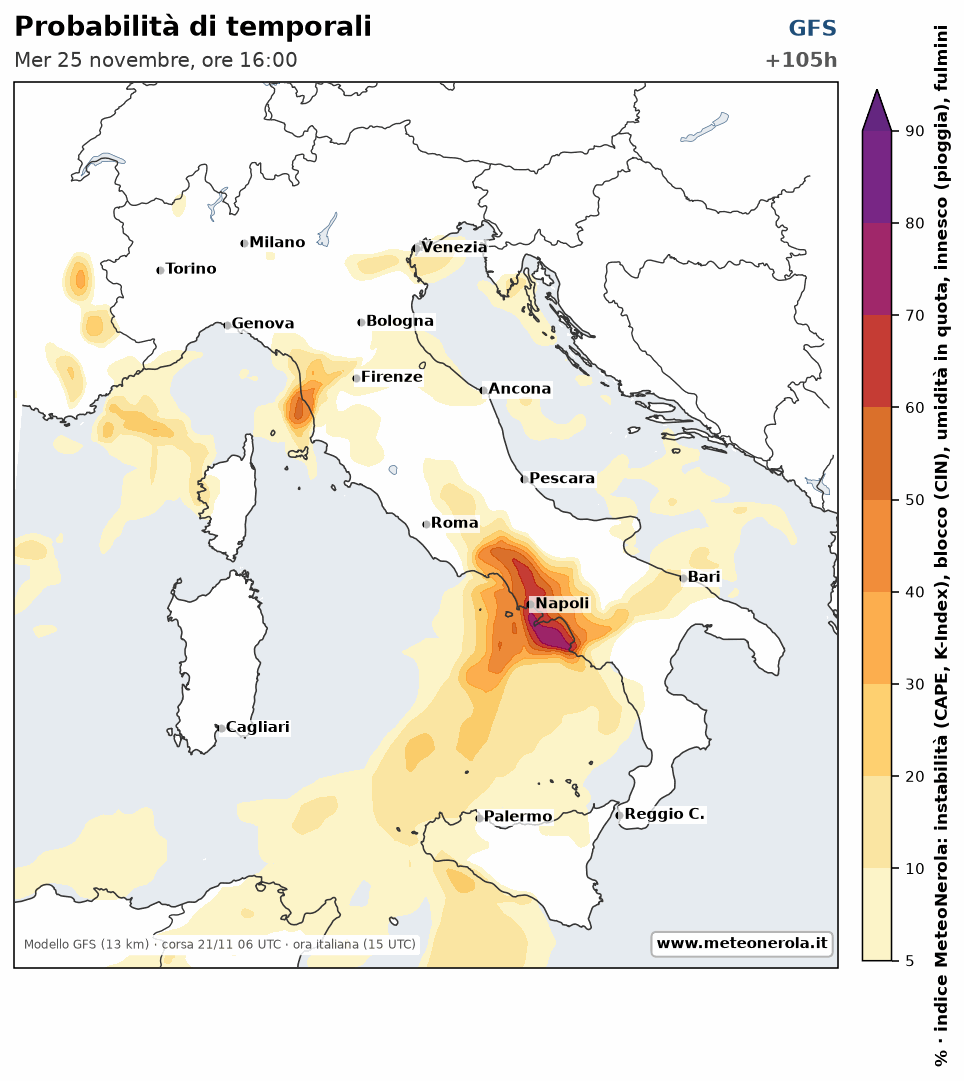 Probabilità di temporali
GFS
Mer 25 novembre, ore 16:00
+105h
Milano
Venezia
Torino
Genova
Bologna
Firenze
Ancona
Pescara
Roma
Bari
Napoli
Cagliari
Palermo
Reggio C.
Modello GFS (13 km) · corsa 21/11 06 UTC · ora italiana (15 UTC)
www.meteonerola.it
90
80
70
60
50
40
30
20
10
5
% · indice MeteoNerola: instabilità (CAPE, K-Index), blocco (CIN), umidità in quota, innesco (pioggia), fulmini